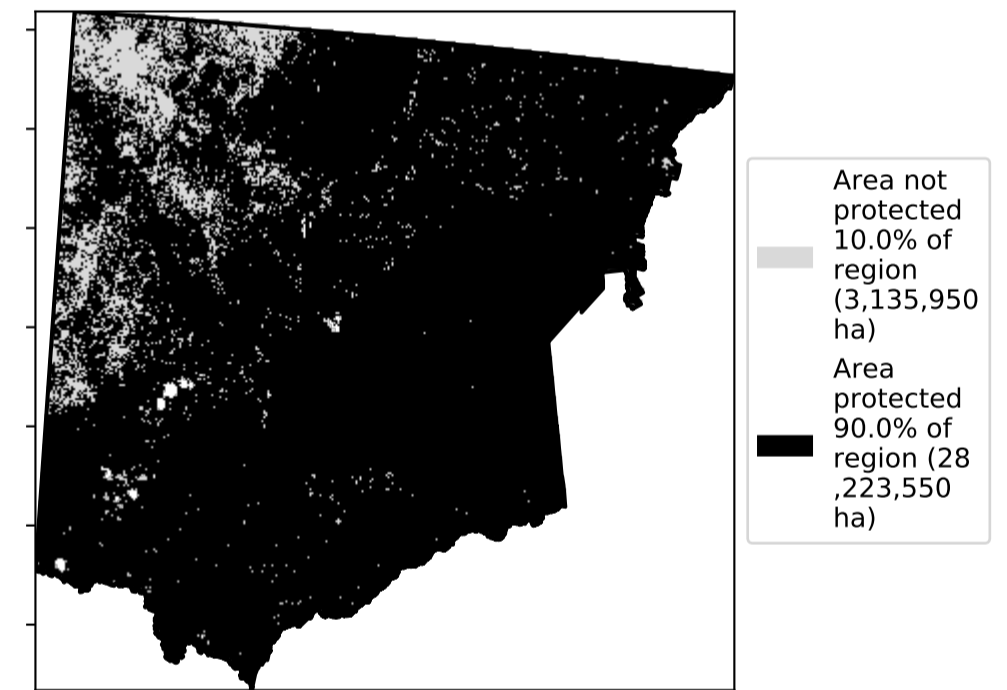 Area not
protected
10.0% of
region
(3,135,950
ha)
Area
protected
90.0% of
region (28
,223,550
ha)